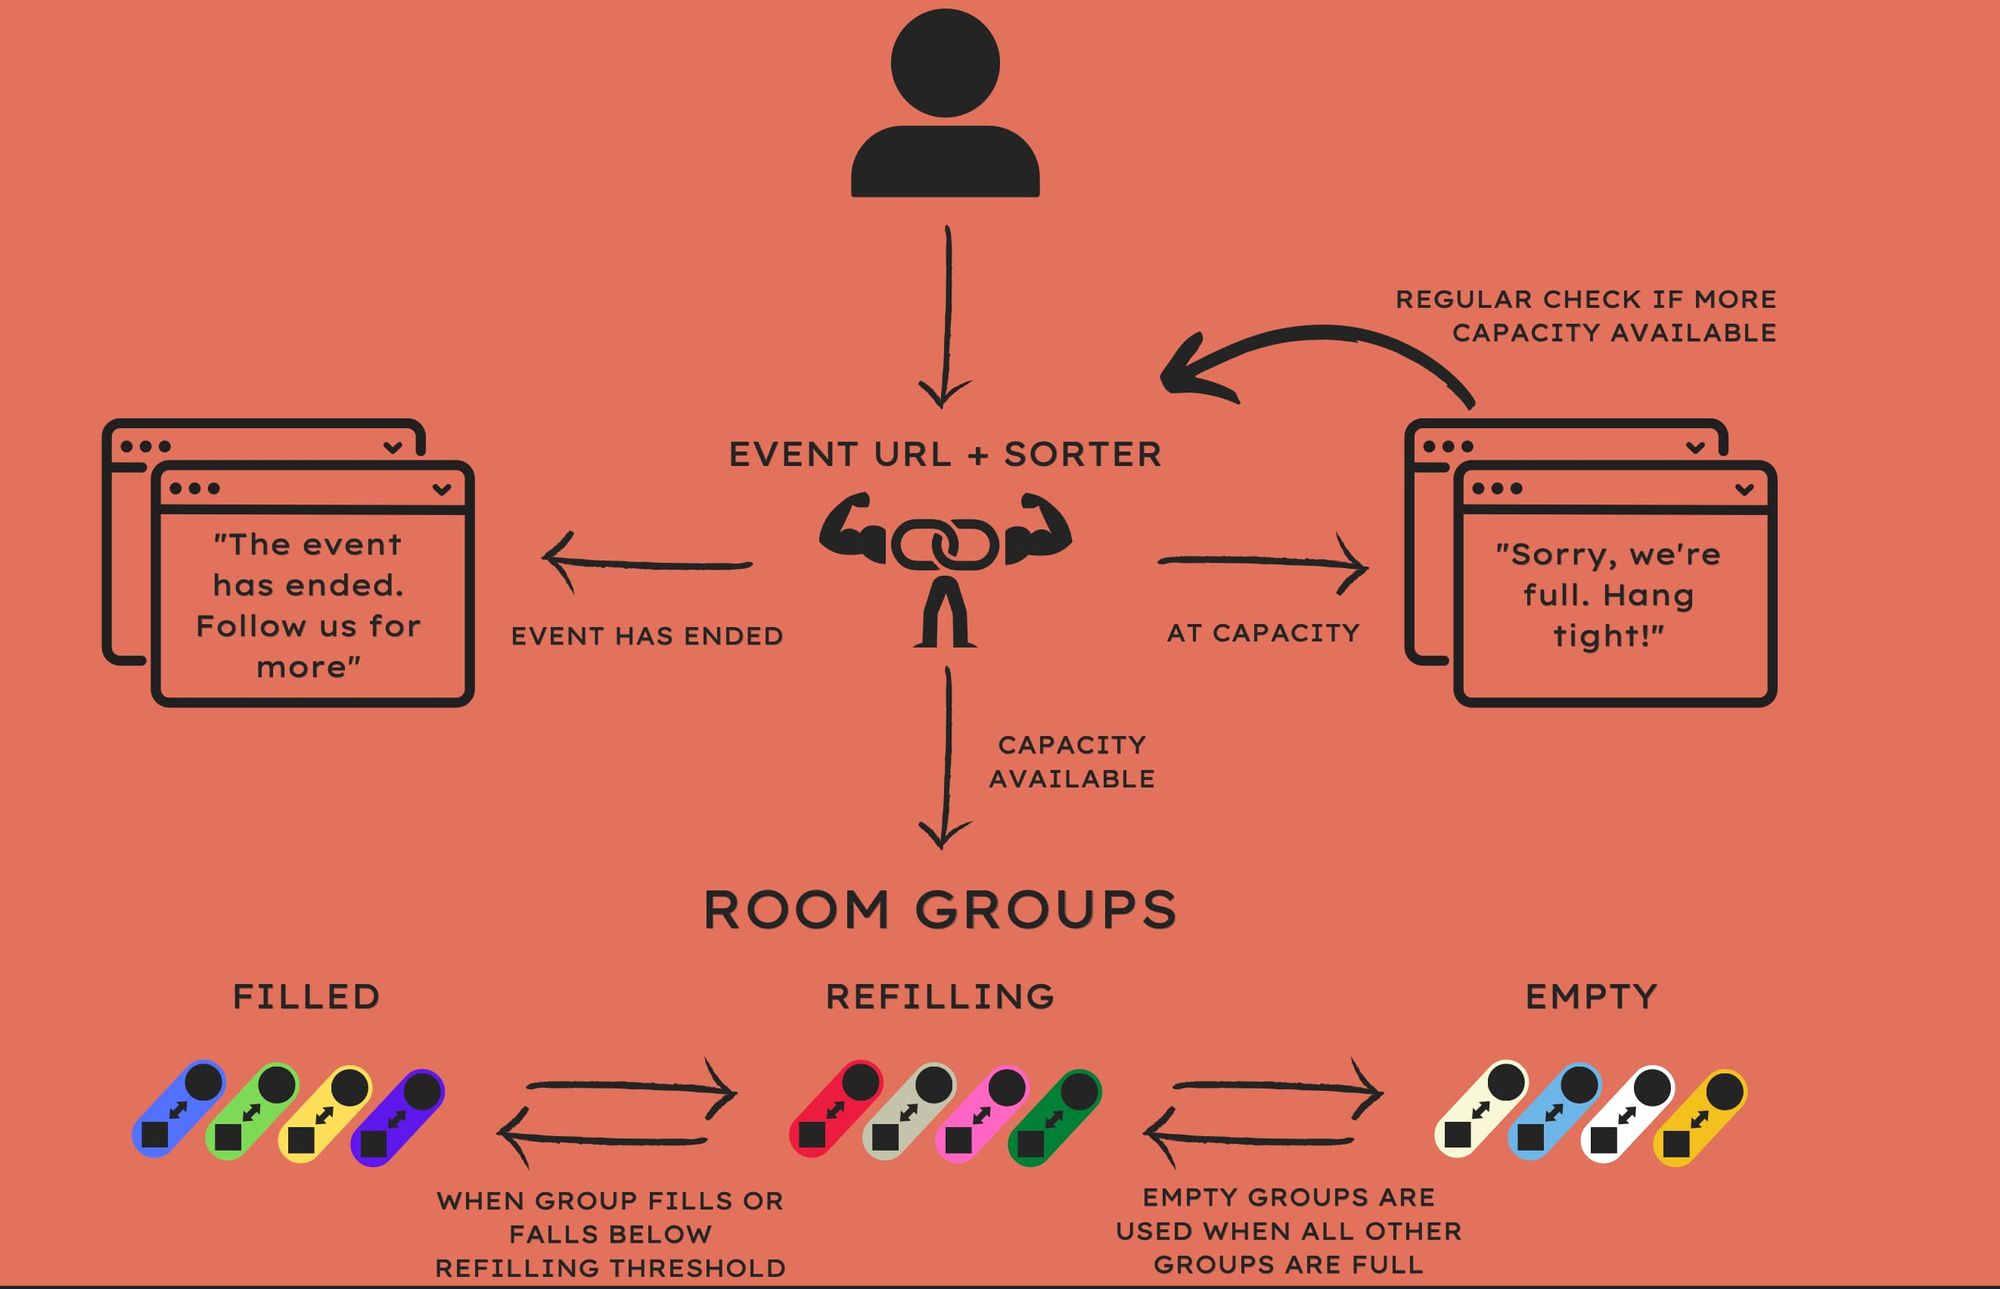 REGULAR CHECK IF MORE
CAPACITY AVAILABLE
EVENT URL + SORTER
"The event
has ended.
Follow us for
more"
EVENT HAS ENDED
AT CAPACITY
"Sorry, we're
full. Hang
tight!"
CAPACITY
AVAILABLE
ROOM GROUPS
FILLED
REFILLING
EMPTY
WHEN GROUP FILLS OR
FALLS BELOW
REFILLING THRESHOLD
EMPTY GROUPS ARE
USED WHEN ALL OTHER
GROUPS ARE FULL